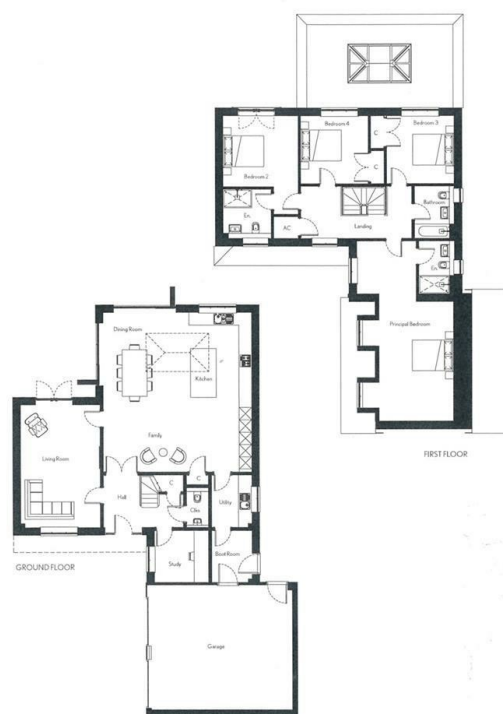 Bedroom 2
Bedroom 4
Bedroom 3
C
C
En
AC
Landing
Bathroom
En
Principal Bedroom
FIRST FLOOR
Dining Room
Kitchen
Family
Living Room
Hall
C
C
Clks
Utility
Study
Boot Room
GROUND FLOOR
Garage